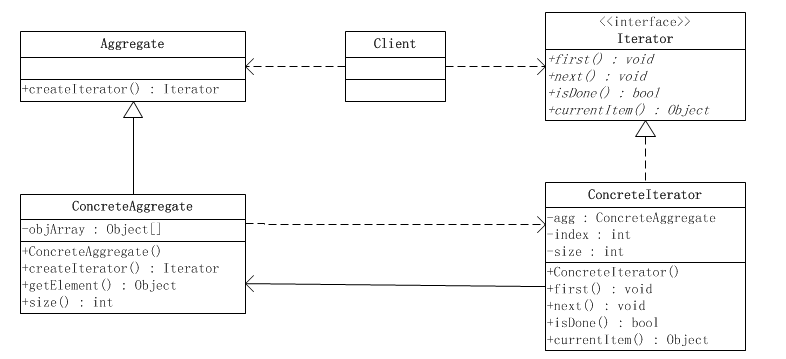 Aggregate
+createIterator() : Iterator
Client
<<interface>>
Iterator
+first() : void
+next() : void
+isDone() : bool
+currentItem() : Object
ConcreteAggregate
-objArray : Object[]
+ConcreteAggregate()
+createIterator() : Iterator
+getElement() : Object
+size() : int
ConcreteIterator
-agg : ConcreteAggregate
-index : int
-size : int
+ConcreteIterator()
+first() : void
+next() : void
+isDone() : bool
+currentItem() : Object